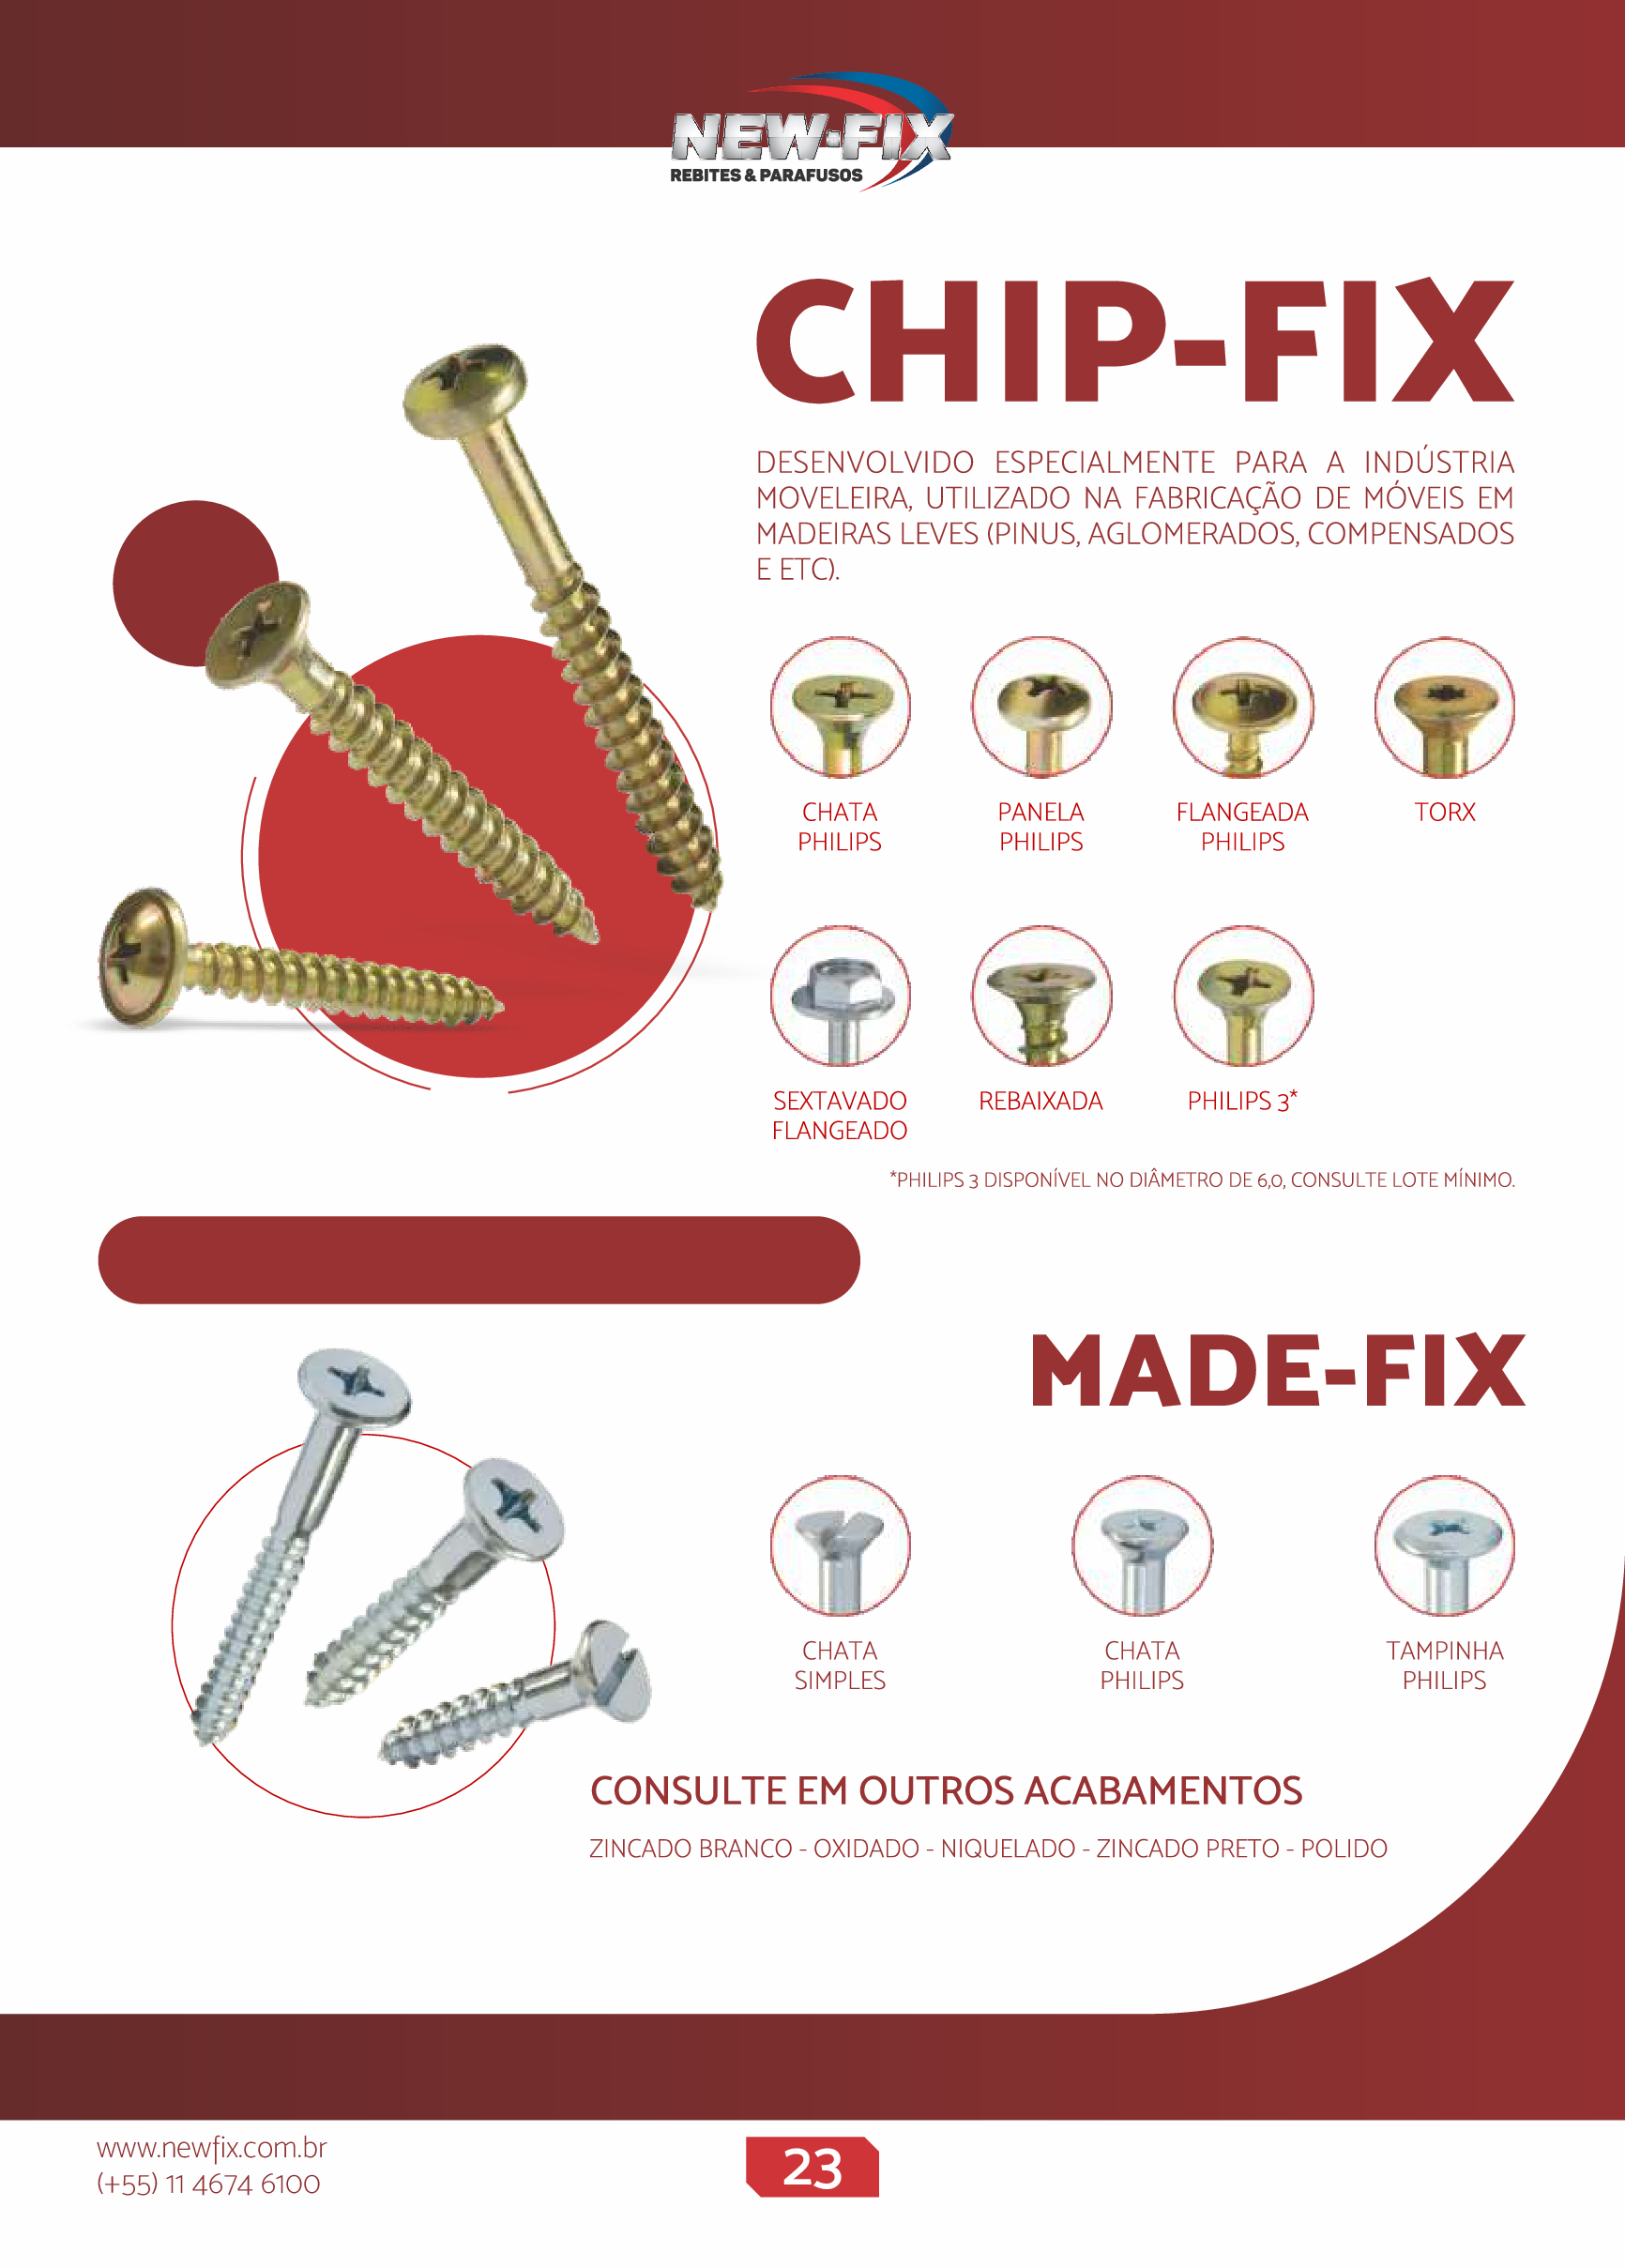 NEW-FIX
REBITES & PARAFUSOS
CHIP-FIX
DESENVOLVIDO ESPECIALMENTE PARA A INDÚSTRIA
MOVELEIRA, UTILIZADO NA FABRICAÇÃO DE MÓVEIS EM
MADEIRAS LEVES (PINUS, AGLOMERADOS, COMPENSADOS
E ETC).
CHATA
PHILIPS
PANELA
PHILIPS
FLANGEADA
PHILIPS
TORX
SEXTAVADO
FLANGEADO
REBAIXADA
PHILIPS 3*
*PHILIPS 3 DISPONÍVEL NO DIÂMETRO DE 6,0, CONSULTE LOTE MÍNIMO.
MADE-FIX
CHATA
SIMPLES
CHATA
PHILIPS
TAMPINHA
PHILIPS
CONSULTE EM OUTROS ACABAMENTOS
ZINCADO BRANCO - OXIDADO - NIQUELADO - ZINCADO PRETO - POLIDO
www.newfix.com.br
(+55) 11 4674 6100
23